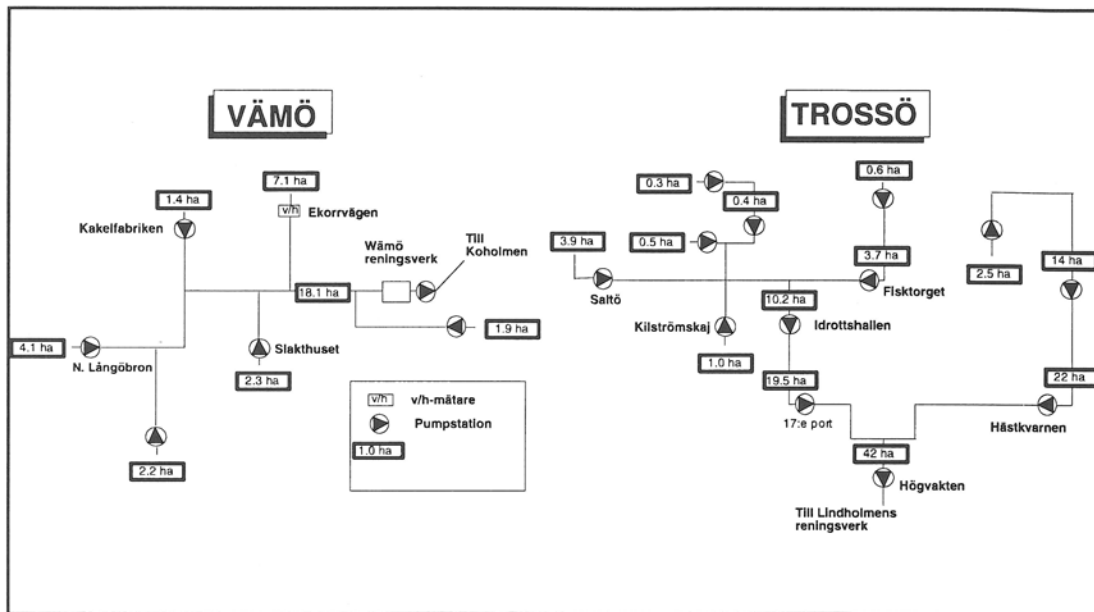 VÄMÖ
1.4 ha
Kakelfabriken
7.1 ha
v/h
Ekorrvägen
Wämö
reningsverk
Till
Koholmen
18.1 ha
4.1 ha
N. Långöbron
Slakthuset
1.9 ha
2.3 ha
2.2 ha
v/h
v/h-mätare
Pumpstation
1.0 ha
TROSSÖ
0.3 ha
0.4 ha
0.6 ha
0.5 ha
3.9 ha
Saltö
3.7 ha
Fisktorget
2.5 ha
14 ha
10.2 ha
Idrottshallen
Kilströmskaj
1.0 ha
19.5 ha
17:e port
22 ha
Hästkvarnen
42 ha
Högvakten
Till Lindholmens
reningsverk